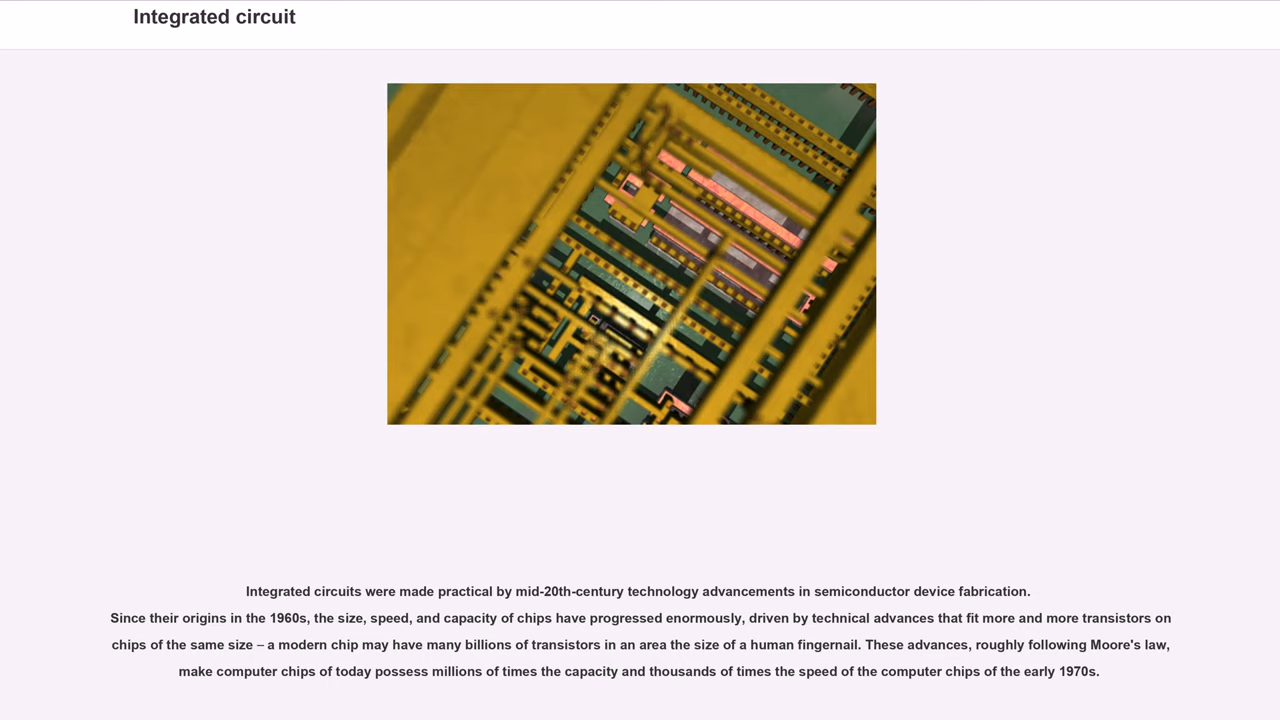 Integrated circuit
Integrated circuits were made practical by mid-20th-century technology advancements in semiconductor device fabrication.
Since their origins in the 1960s, the size, speed, and capacity of chips have progressed enormously, driven by technical advances that fit more and more transistors on
chips of the same size – a modern chip may have many billions of transistors in an area the size of a human fingernail. These advances, roughly following Moore's law,
make computer chips of today possess millions of times the capacity and thousands of times the speed of the computer chips of the early 1970s.